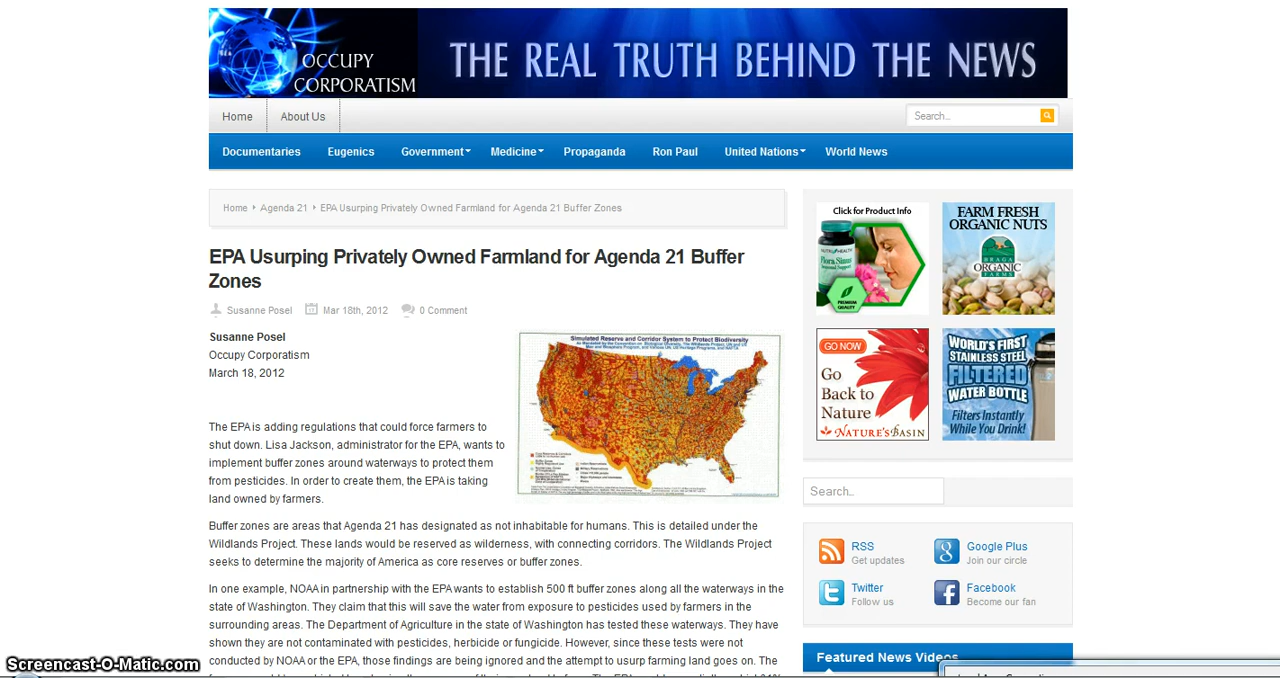 OCCUPY
CORPORATISM
THE REAL TRUTH BEHIND THE NEWS
Home About Us Search...
Documentaries Eugenics Government Medicine Propaganda Ron Paul United Nations World News
Home Agenda 21 EPA Usurping Privately Owned Farmland for Agenda 21 Buffer Zones
EPA Usurping Privately Owned Farmland for Agenda 21 Buffer
Zones
Susanne Posel Mar 18th, 2012 0 Comment
Susanne Posel
Occupy Corporatism
March 18, 2012
Simulated Reserve and Corridor System to Protect Biodiversity
The EPA is adding regulations that could force farmers to
shut down. Lisa Jackson, administrator for the EPA, wants to
implement buffer zones around waterways to protect them
from pesticides. In order to create them, the EPA is taking
land owned by farmers.
Buffer zones are areas that Agenda 21 has designated as not inhabitable for humans. This is detailed under the
Wildlands Project. These lands would be reserved as wilderness, with connecting corridors. The Wildlands Project
seeks to determine the majority of America as core reserves or buffer zones.
In one example, NOAA in partnership with the EPA wants to establish 500 ft buffer zones along all the waterways in the
state of Washington. They claim that this will save the water from exposure to pesticides used by farmers in the
surrounding areas. The Department of Agriculture in the state of Washington has tested these waterways. They have
shown they are not contaminated with pesticides, herbicide or fungicide. However, since these tests were not
conducted by NOAA or the EPA, those findings are being ignored and the attempt to usurp farming land goes on. The
Click for Product Info
NUTRI HEALTH
Flora Sinus
PREMIUM
QUALITY
FARM FRESH
ORGANIC NUTS
BRAGA
ORGANIC
FARMS
GO NOW
Go
Back to
Nature
NATURE'S BASIN
WORLD'S FIRST
STAINLESS STEEL
FILTERED
WATER BOTTLE
Filters Instantly
While You Drink!
Search...
RSS
Get updates
Google Plus
Join our circle
Twitter
Follow us
Facebook
Become our fan
Featured News Videos
Screencast-O-Matic.com